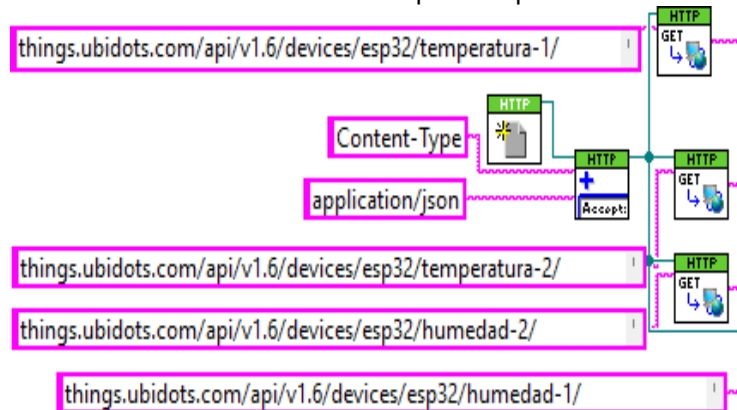 HTTP
GET
things.ubidots.com/api/v1.6/devices/esp32/temperatura-1/
HTTP
Content-Type
HTTP
HTTP
GET
application/json
Accept:
things.ubidots.com/api/v1.6/devices/esp32/temperatura-2/
HTTP
GET
things.ubidots.com/api/v1.6/devices/esp32/humedad-2/
things.ubidots.com/api/v1.6/devices/esp32/humedad-1/